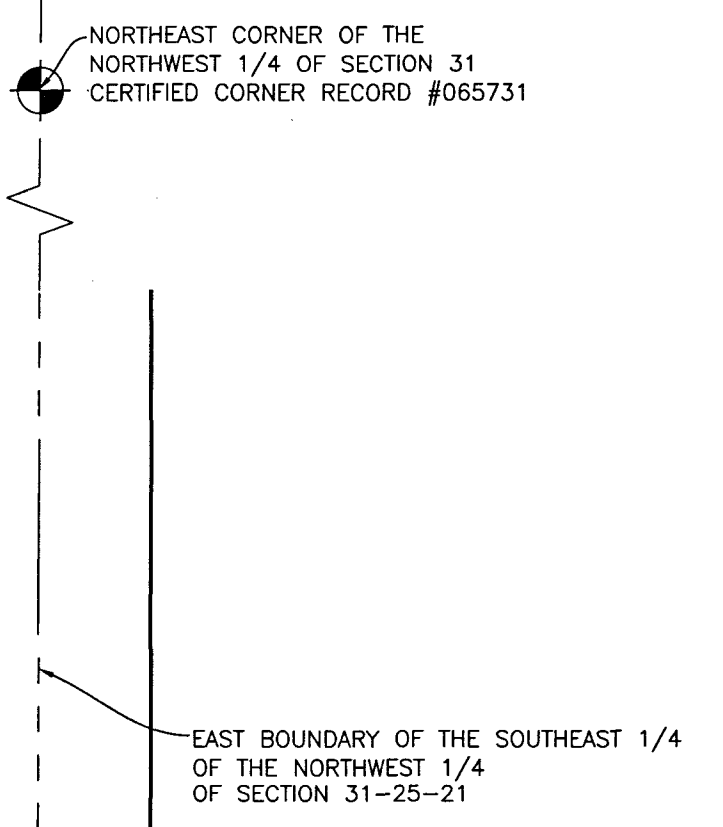 NORTHEAST CORNER OF THE
NORTHWEST 1/4 OF SECTION 31
CERTIFIED CORNER RECORD #065731
EAST BOUNDARY OF THE SOUTHEAST 1/4
OF THE NORTHWEST 1/4
OF SECTION 31-25-21